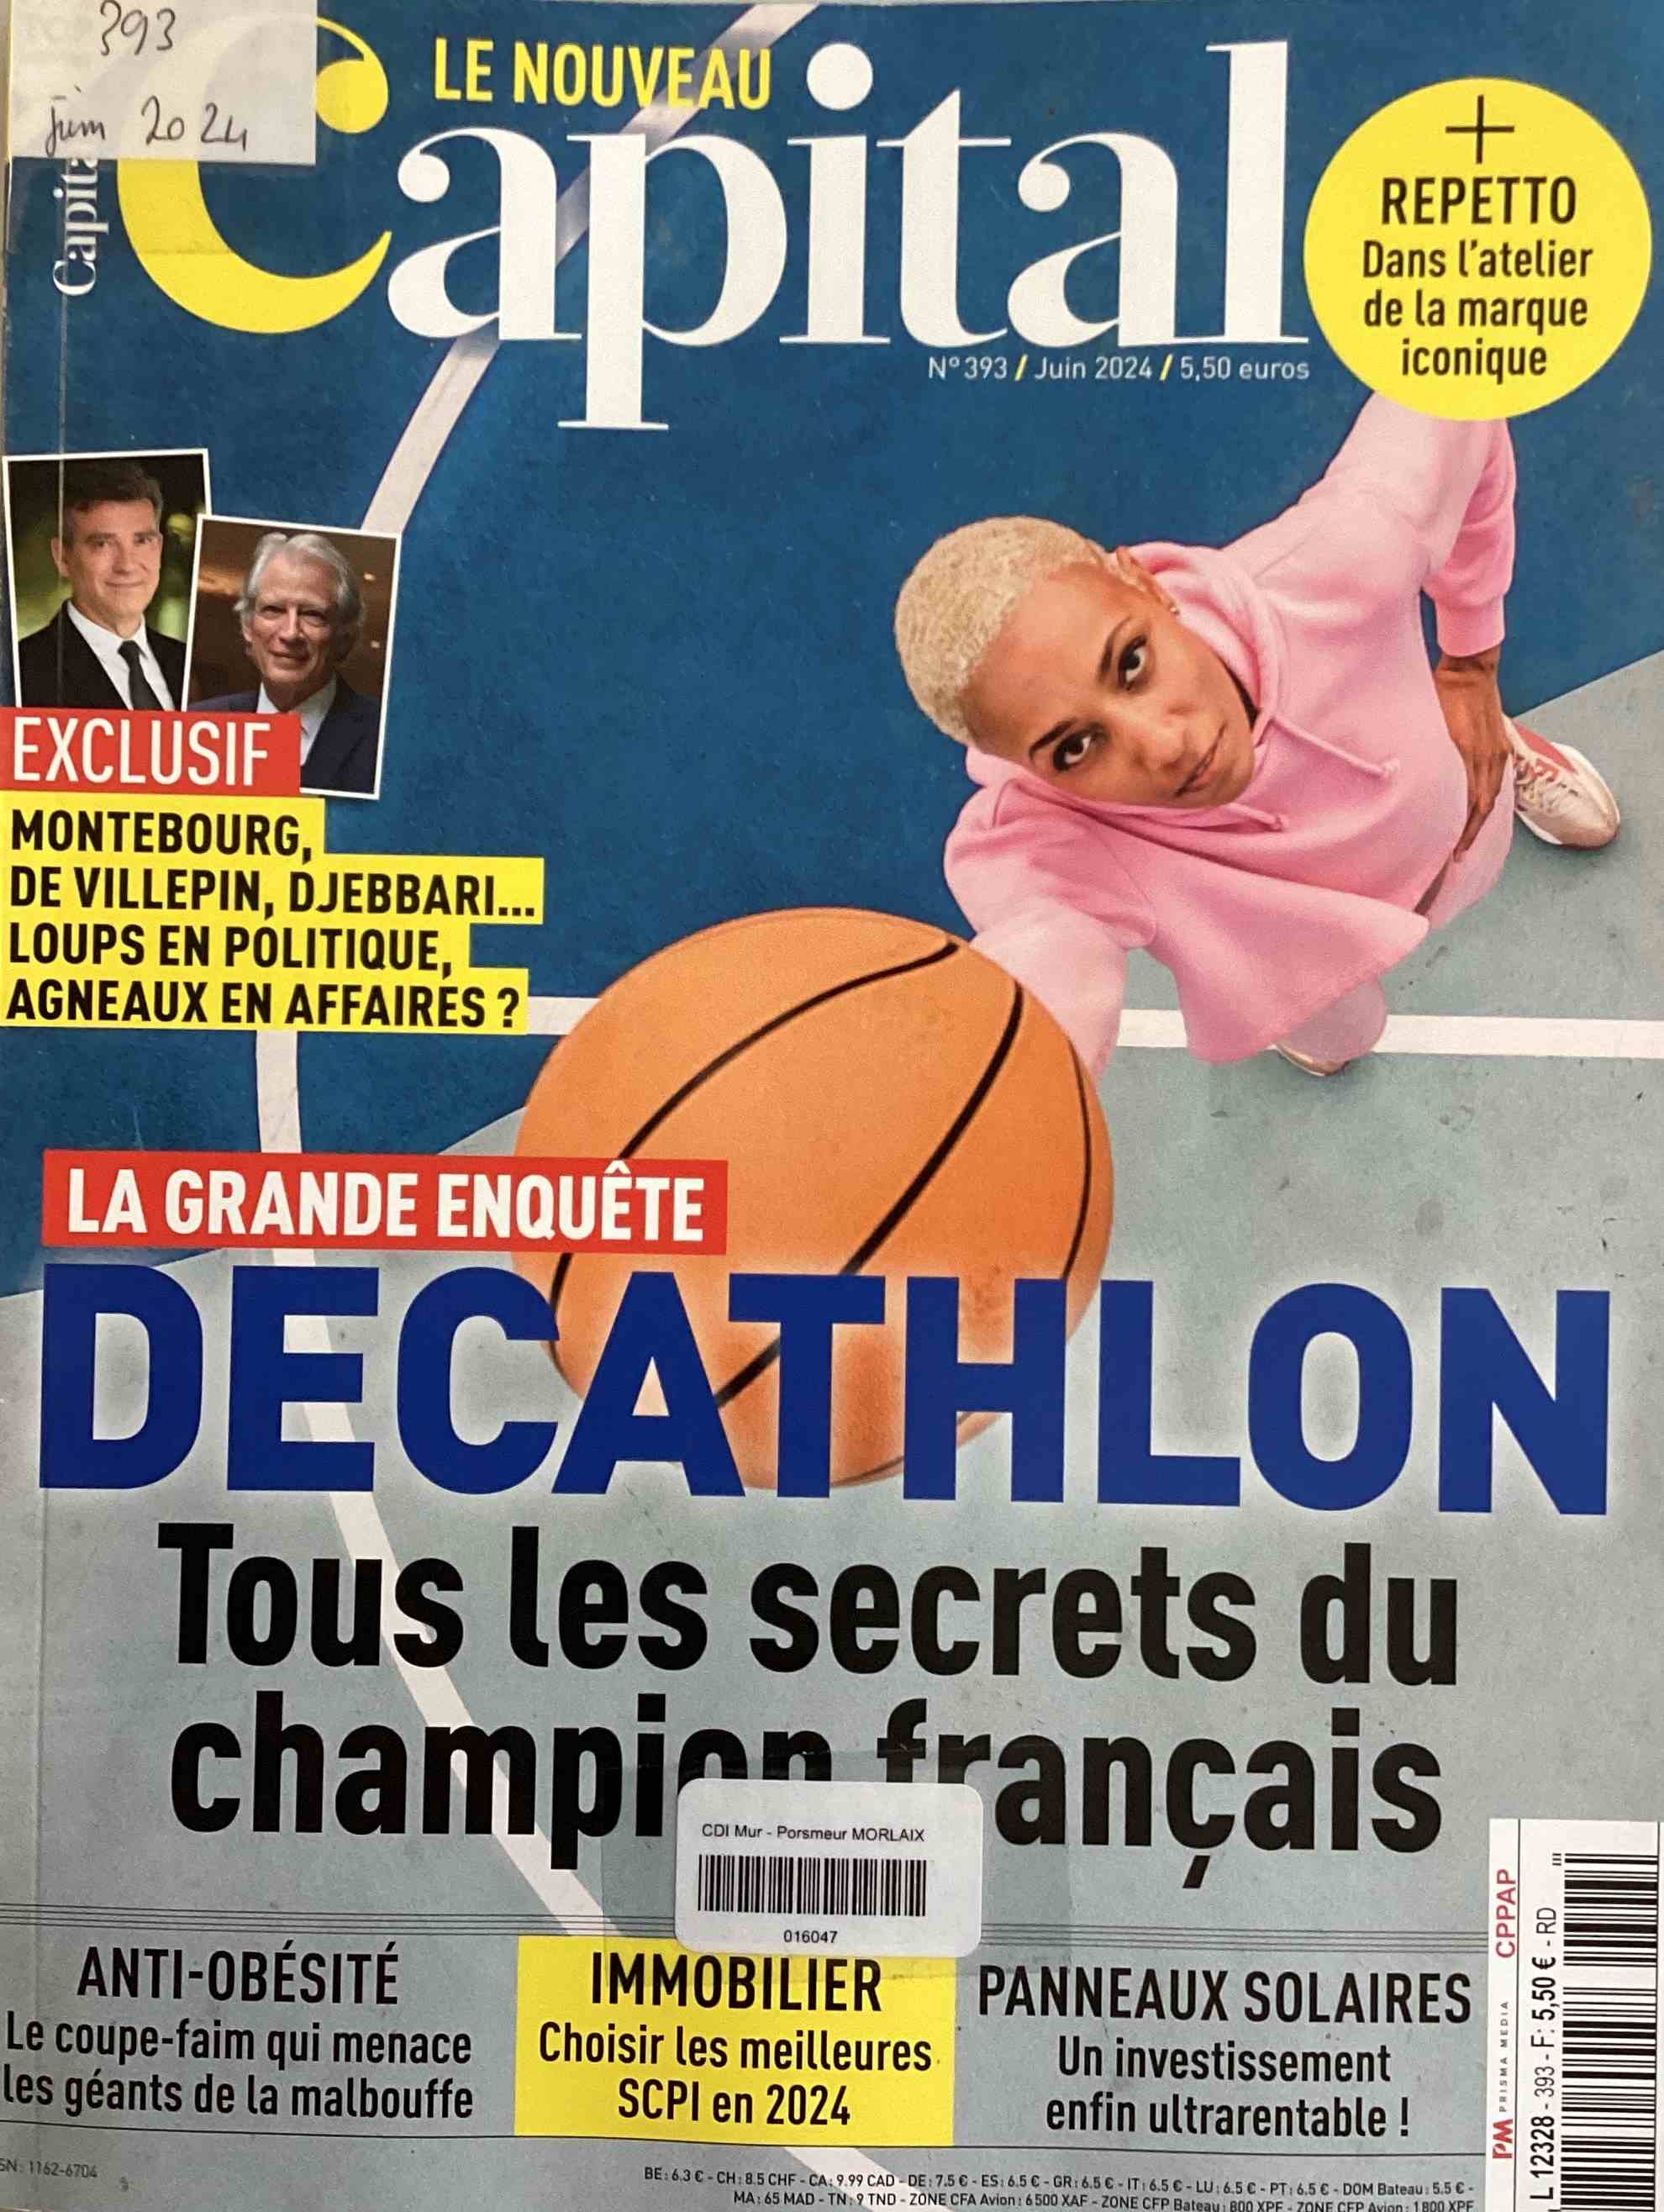 393
juin 2024
LE NOUVEAU
Capital
Capita
N° 393 / Juin 2024 / 5,50 euros
+
REPETTO
Dans l'atelier
de la marque
iconique
EXCLUSIF
MONTEBOURG,
DE VILLEPIN, DJEBBARI...
LOUPS EN POLITIQUE,
AGNEAUX EN AFFAIRES ?
LA GRANDE ENQUÊTE
DECATHLON
Tous les secrets du
champion français
CDI Mur - Porsmeur MORLAIX
016047
ANTI-OBÉSITÉ
Le coupe-faim qui menace
les géants de la malbouffe
IMMOBILIER
Choisir les meilleures
SCPI en 2024
PANNEAUX SOLAIRES
Un investissement
enfin ultrarentable !
PM PRISMA MEDIA CPPAP
L 12328 - 393 - F: 5,50 € - RD
SN : 1162-6704
BE : 6.3 € - CH : 8.5 CHF - CA : 9.99 CAD - DE : 7.5 € - ES : 6.5 € - GR : 6.5 € - IT : 6.5 € - LU : 6.5 € - PT : 6.5 € - DOM Bateau : 5.5 € -
MA : 65 MAD - TN : 9 TND - ZONE CFA Avion : 6500 XAF - ZONE CFP Bateau : 800 XPF - ZONE CFP Avion : 1800 XPF